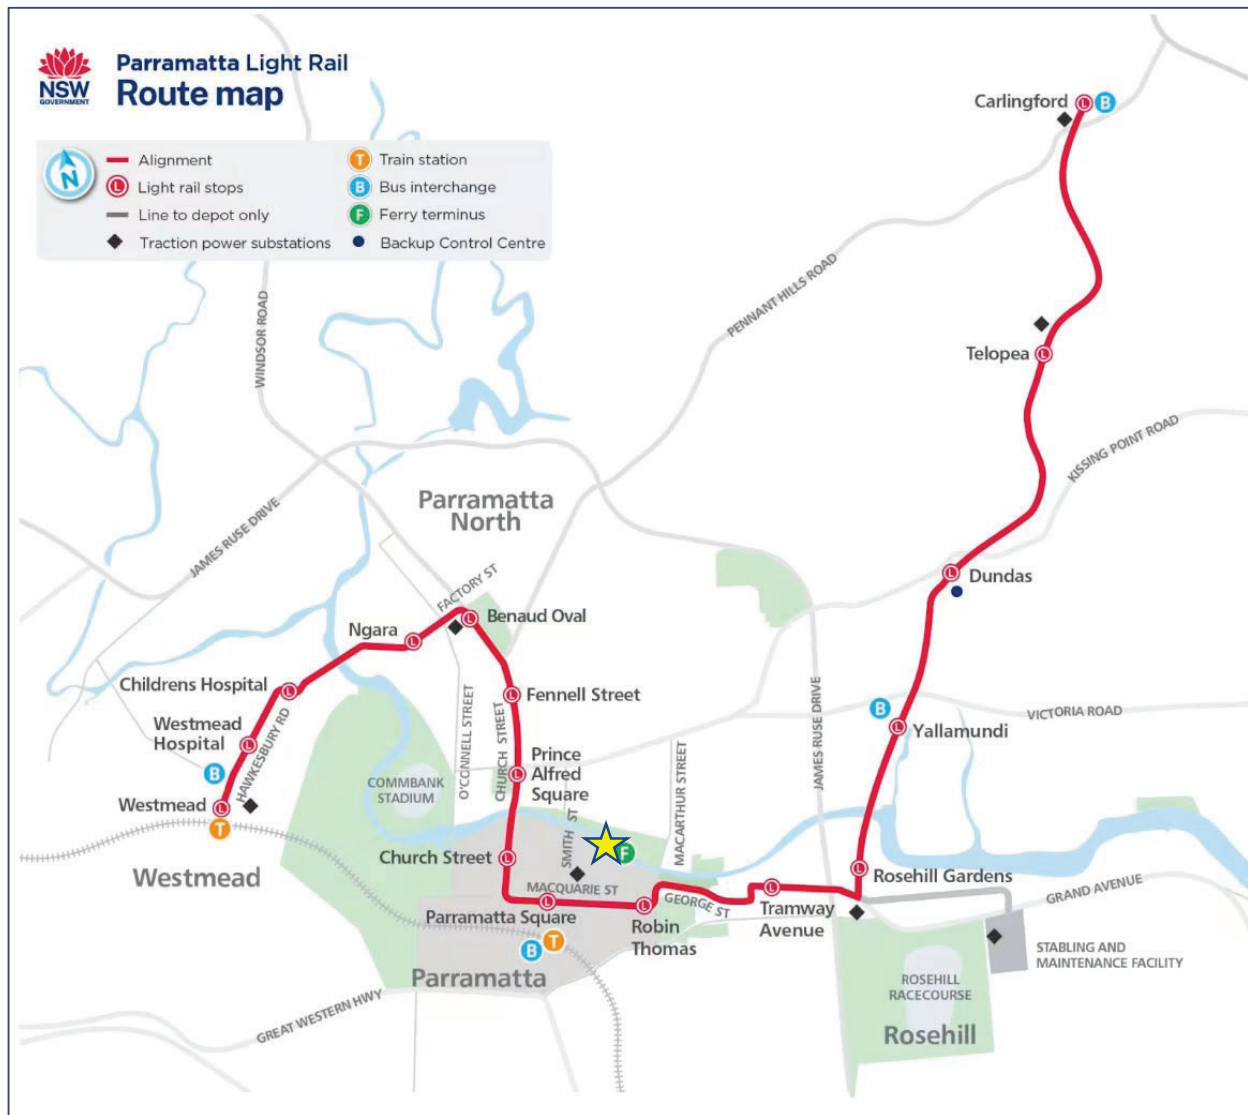 NSW
GOVERNMENT
Parramatta Light Rail
Route map
N
Alignment
L
Light rail stops
Line to depot only
Traction power substations
T
Train station
B
Bus interchange
F
Ferry terminus
Backup Control Centre
Carlingford
L
B
PENNANT HILLS ROAD
WINDSOR ROAD
Telopea
L
KISSING POINT ROAD
Parramatta
North
JAMES RUSE DRIVE
FACTORY ST
L
Dundas
L
Benaud Oval
Ngara
L
Childrens Hospital
L
L
Fennell Street
Westmead
Hospital
L
HAWKESBURY RD
B
O'CONNELL STREET
CHURCH STREET
JAMES RUSE DRIVE
B
L
Yallamundi
VICTORIA ROAD
L
Prince
Alfred
Square
MACARTHUR STREET
COMMBANK
STADIUM
SMITH ST
Westmead
L
T
Westmead
Church Street
L
F
MACQUARIE ST
L
Parramatta Square
L
Robin
Thomas
GEORGE ST
L
Tramway
Avenue
L
Rosehill Gardens
GRAND AVENUE
B
T
Parramatta
STABLING AND
MAINTENANCE FACILITY
ROSEHILL
RACECOURSE
Rosehill
GREAT WESTERN HWY